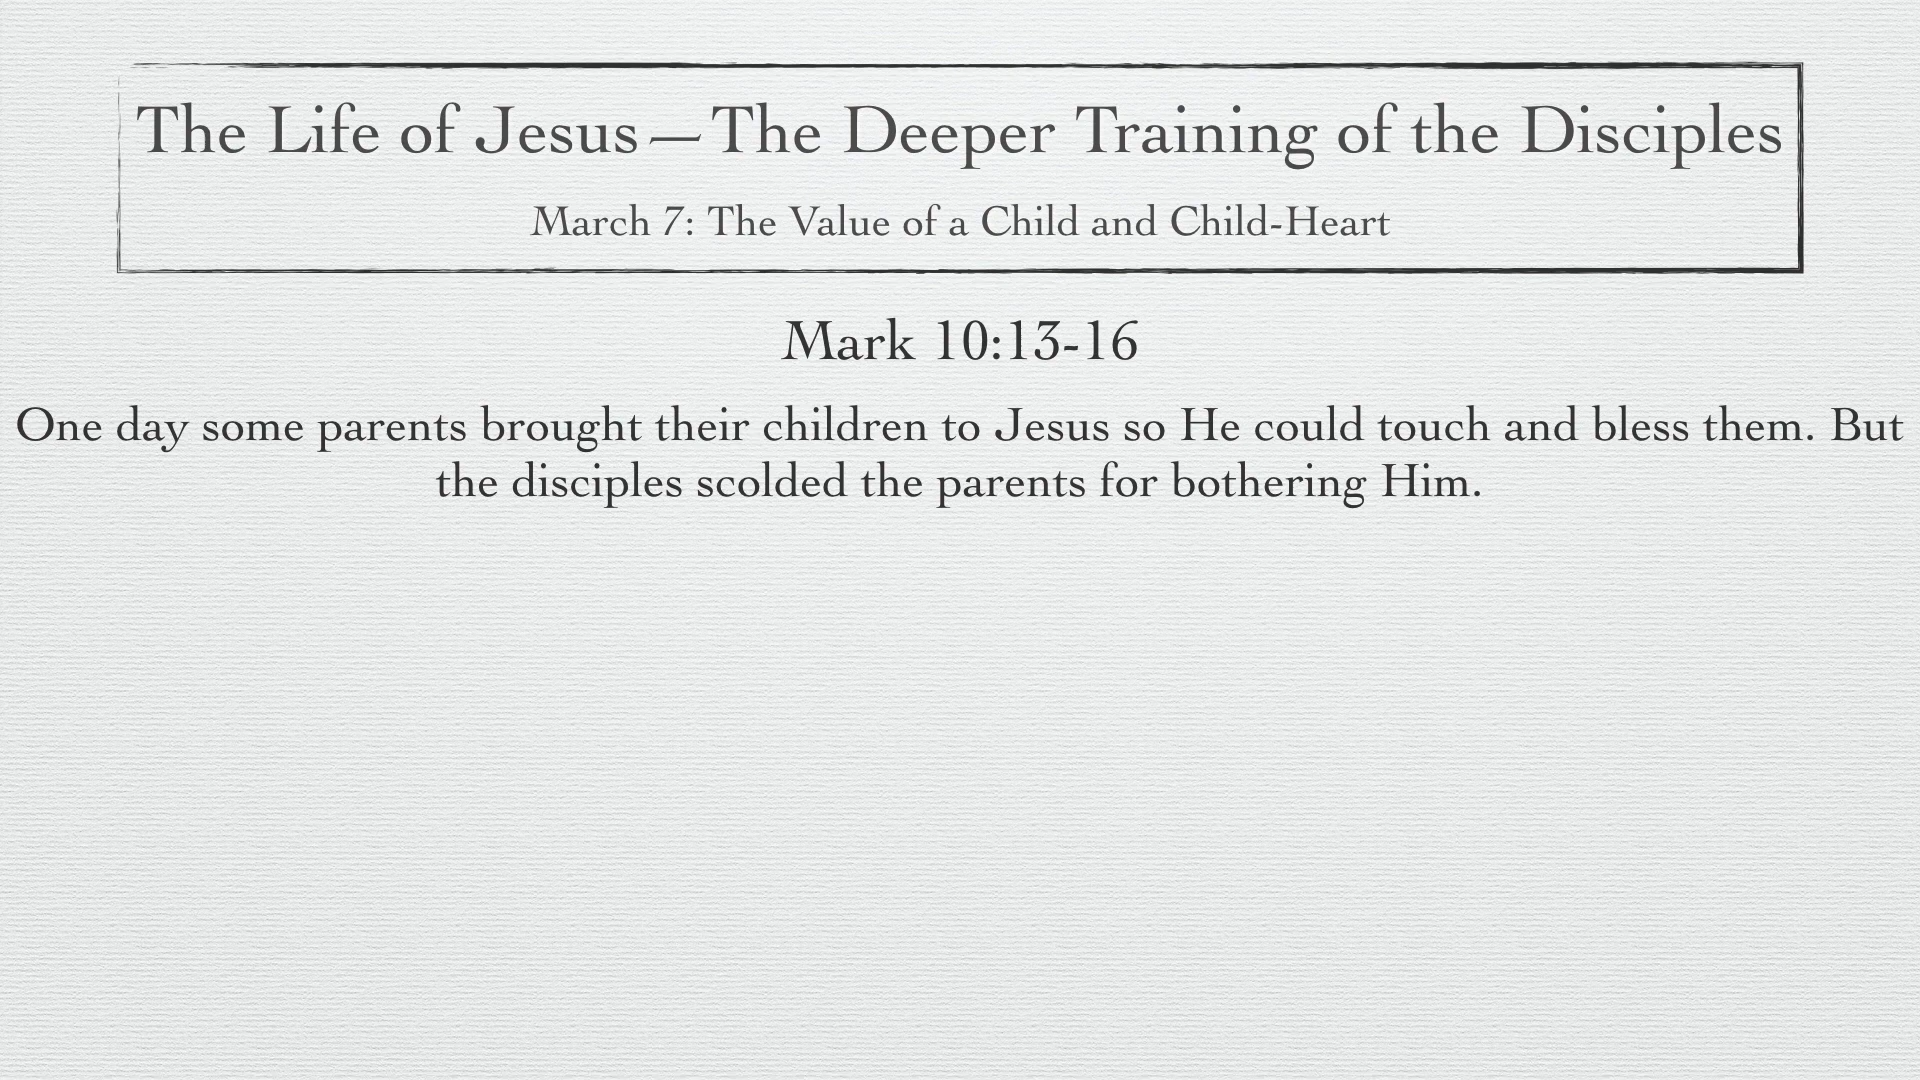 The Life of Jesus—The Deeper Training of the Disciples
March 7: The Value of a Child and Child-Heart
Mark 10:13-16
One day some parents brought their children to Jesus so He could touch and bless them. But
the disciples scolded the parents for bothering Him.